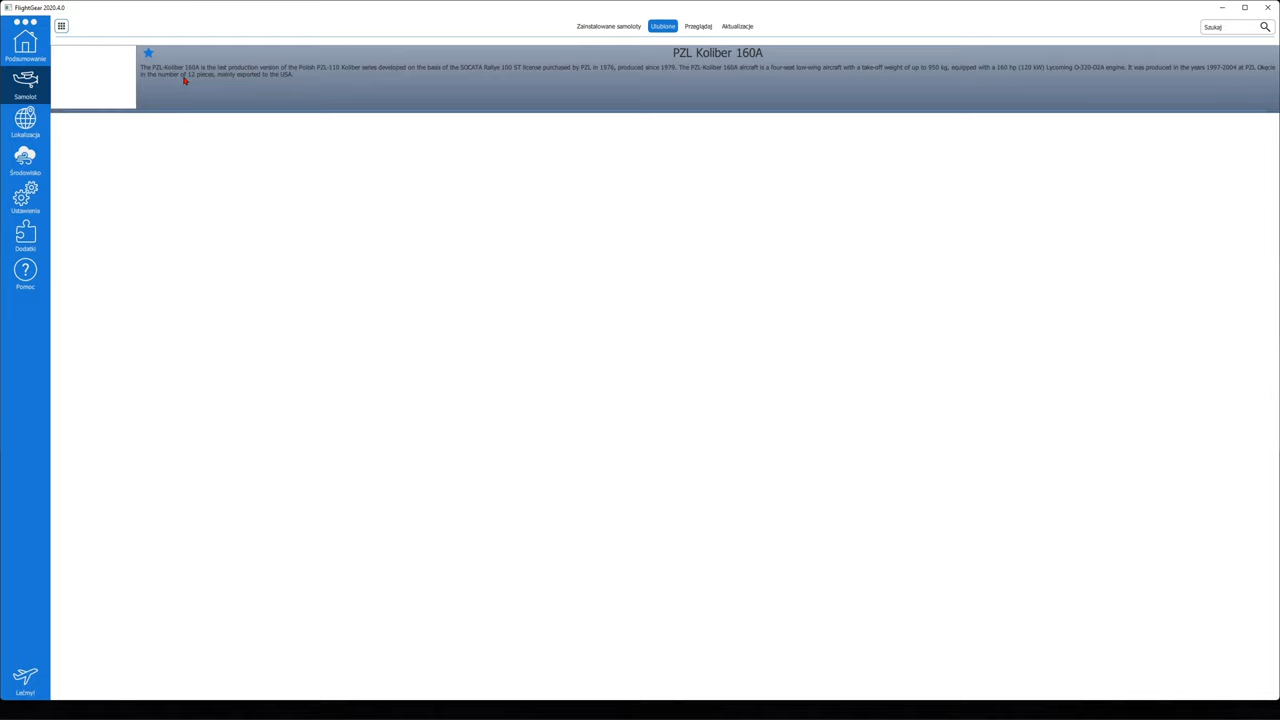 FlightGear 2020.4.0
Podsumowanie
Samolot
Lokalizacja
Środowisko
Ustawienia
Dodatki
?
Pomoc
Lećmy!
Zainstalowane samoloty
Ulubione
Przeglądaj
Aktualizacje
Szukaj
PZL Koliber 160A
The PZL-Koliber 160A is the last production version of the Polish PZL-110 Koliber series developed on the basis of the SOCATA Rallye 100 ST license purchased by PZL in 1976, produced since 1979. The PZL-Koliber 160A aircraft is a four-seat low-wing aircraft with a take-off weight of up to 950 kg, equipped with a 160 hp (120 kW) Lycoming O-320-D2A engine. It was produced in the years 1997-2004 at PZL Okęcie
in the number of 12 pieces, mainly exported to the USA.